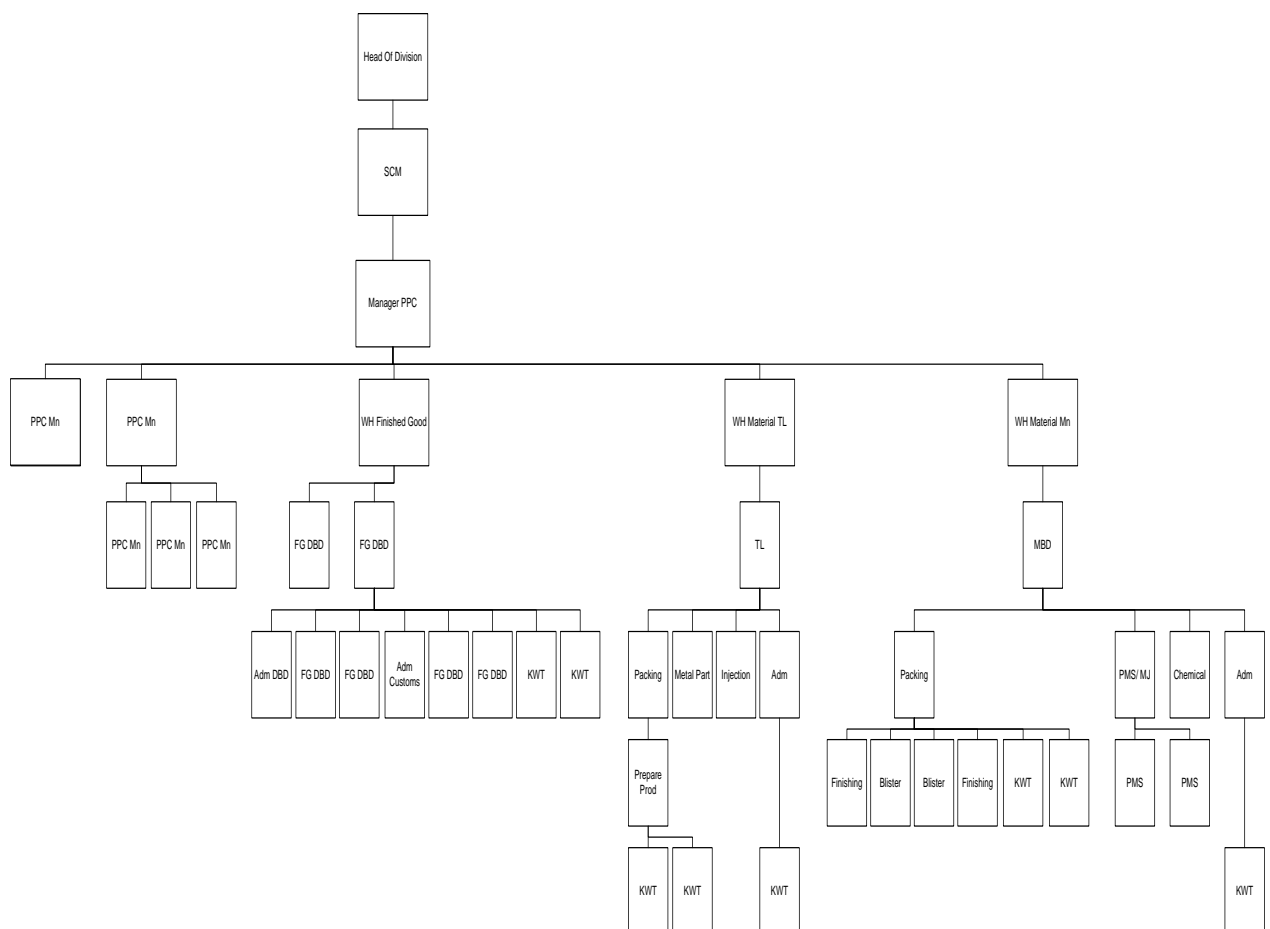 Head Of Division
SCM
Manager PPC
PPC Mn
PPC Mn
WH Finished Good
WH Material TL
WH Material Mn
PPC Mn
PPC Mn
PPC Mn
FG DBD
FG DBD
TL
MBD
Adm DBD
FG DBD
FG DBD
Adm
Customs
FG DBD
FG DBD
KWT
KWT
Packing
Metal Part
Injection
Adm
Packing
PMS/ MJ
Chemical
Adm
Prepare
Prod
Finishing
Blister
Blister
Finishing
KWT
KWT
PMS
PMS
KWT
KWT
KWT
KWT